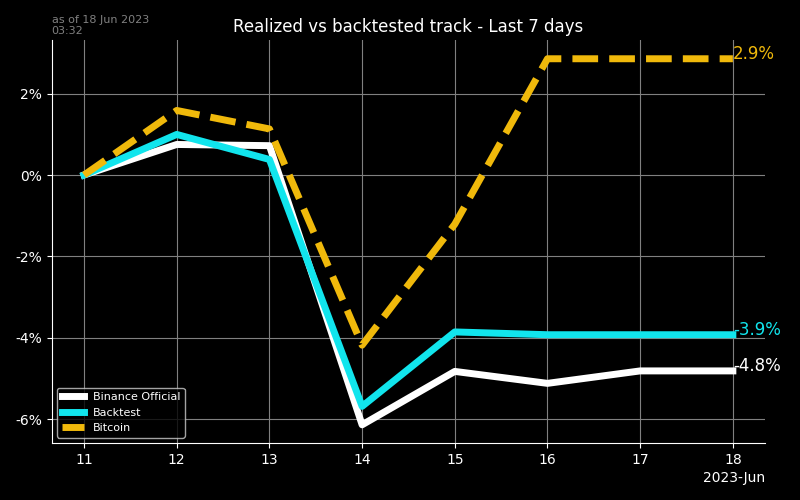 as of 18 Jun 2023
03:32
Realized vs backtested track - Last 7 days
2.9%
2%
0%
-2%
-4%
-6%
-3.9%
-4.8%
Binance Official
Backtest
Bitcoin
11 12 13 14 15 16 17 18
2023-Jun